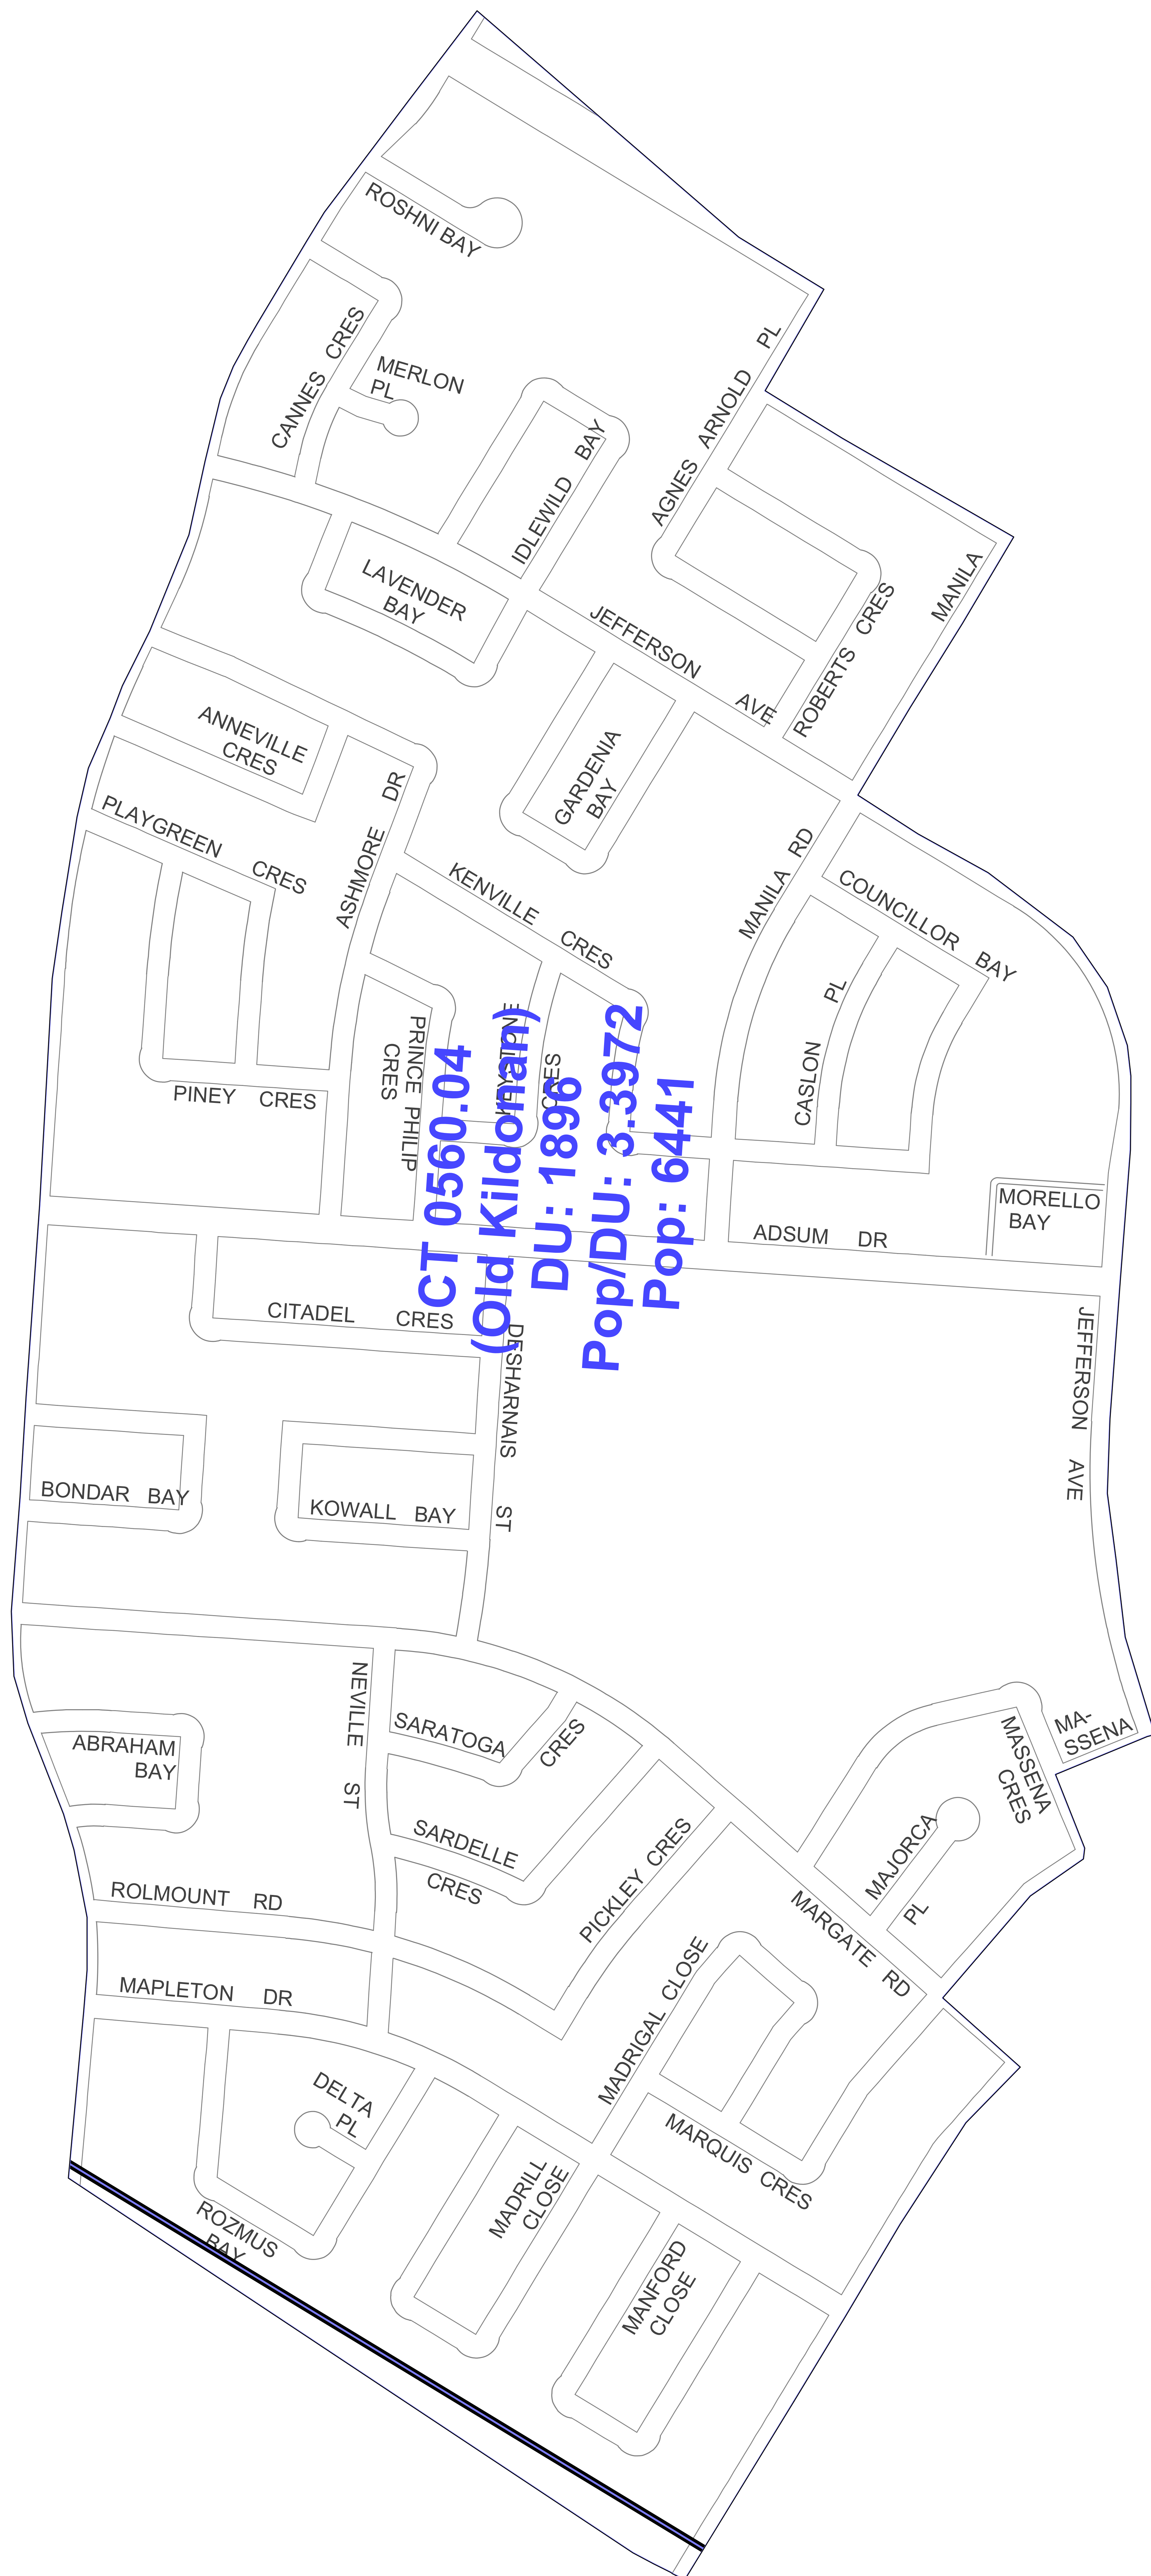 ROSHNI BAY
CANNES CRES
MERLON
PL
IDLEWILD BAY
AGNES ARNOLD PL
LAVENDER
BAY
JEFFERSON AVE
ROBERTS CRES
MANILA
ANNEVILLE
CRES
GARDENIA
BAY
PLAYGREEN CRES
ASHMORE DR
KENVILLE CRES
MANILA RD
COUNCILLOR BAY
CASLON PL
PINEY CRES
PRINCE PHILIP
CRES
KEYSTONE
CRES
CT 0560.04
(Old Kildonan)
DU: 1896
Pop/DU: 3.3972
Pop: 6441
MORELLO
BAY
ADSUM DR
CITADEL CRES
DESHARNAIS ST
JEFFERSON AVE
BONDAR BAY
KOWALL BAY
NEVILLE ST
SARATOGA CRES
ABRAHAM
BAY
MA-
SSENA
MASSENA
CRES
SARDELLE
CRES
PICKLEY CRES
MAJORCA
PL
ROLMOUNT RD
MARGATE RD
MAPLETON DR
MADRIGAL CLOSE
DELTA
PL
MARQUIS CRES
MADRILL
CLOSE
ROZMUS
BAY
MANFORD
CLOSE